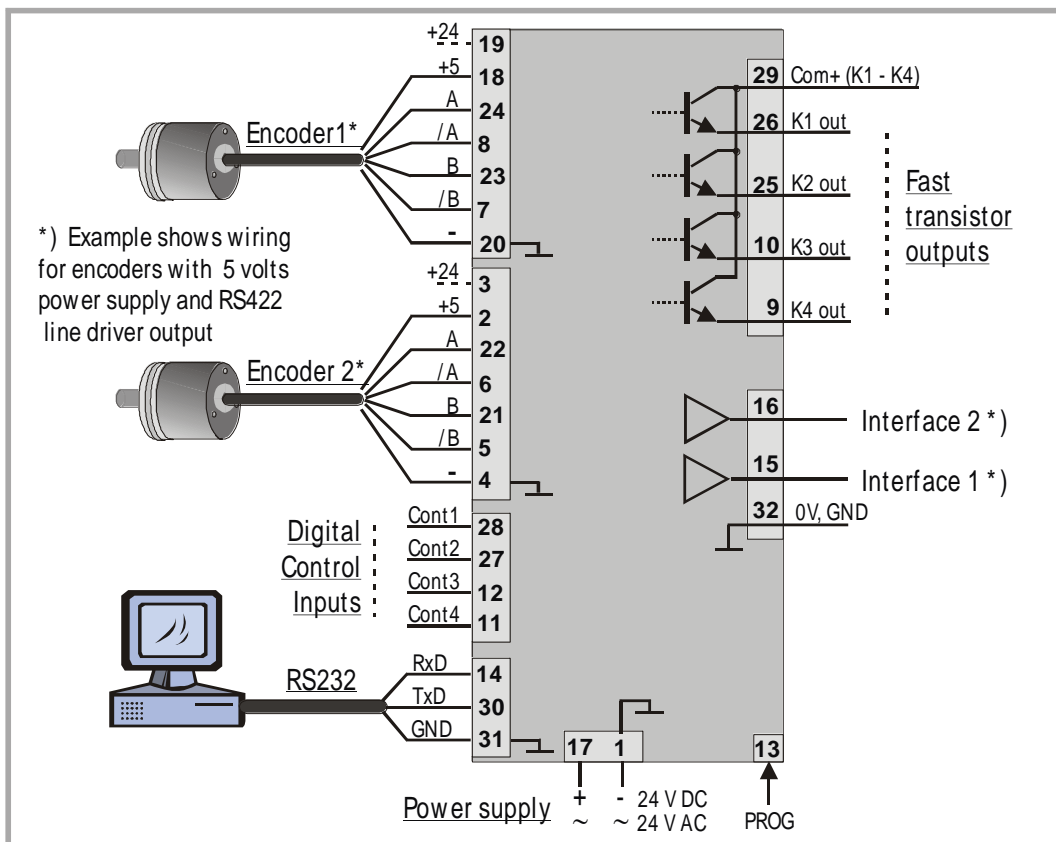 +24
19
+5
18
A
24
Encoder1*
/A
8
B
23
/B
7
-
20
*) Example shows wiring
for encoders with 5 volts
power supply and RS422
line driver output
+24
3
+5
2
A
22
Encoder 2*
/A
6
B
21
/B
5
-
4
Digital
Control
Inputs
Cont1
28
Cont2
27
Cont3
12
Cont4
11
RS232
RxD
14
TxD
30
GND
31
29 Com+ (K1 - K4)
26 K1 out
25 K2 out
10 K3 out
9 K4 out
Fast
transistor
outputs
16
Interface 2 *)
15
Interface 1 *)
32 0V, GND
17 1
13
Power supply
+ - 24 V DC
~ ~ 24 V AC
PROG